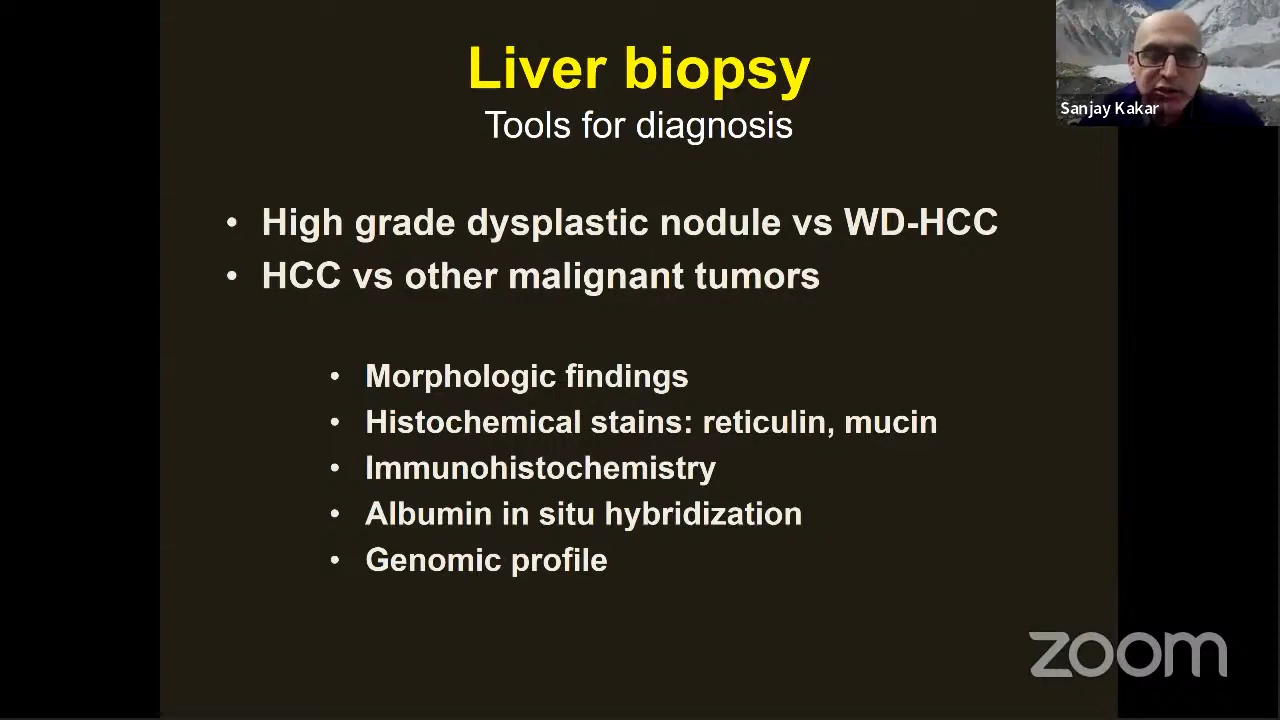 Liver biopsy
Tools for diagnosis
Sanjay Kakar
• High grade dysplastic nodule vs WD-HCC
• HCC vs other malignant tumors
• Morphologic findings
• Histochemical stains: reticulin, mucin
• Immunohistochemistry
• Albumin in situ hybridization
• Genomic profile
zoom